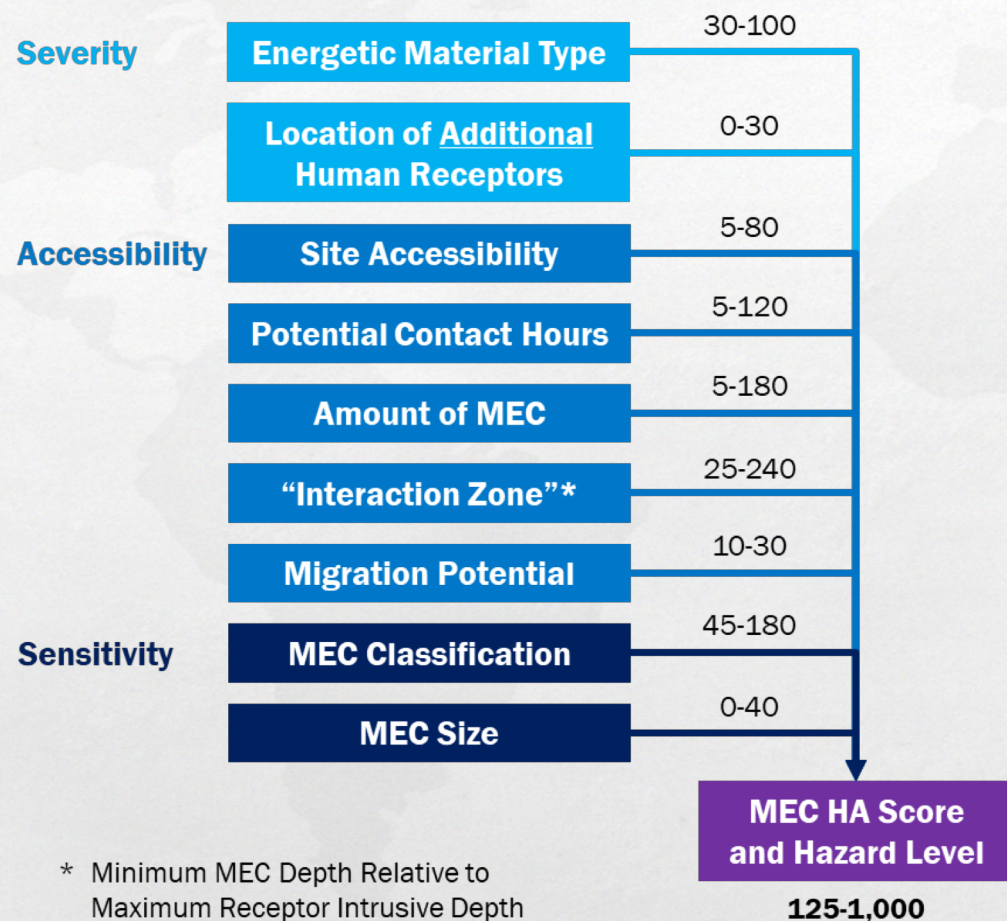 Severity
Energetic Material Type
30-100
Location of Additional
Human Receptors
0-30
Accessibility
Site Accessibility
5-80
Potential Contact Hours
5-120
Amount of MEC
5-180
“Interaction Zone”*
25-240
Migration Potential
10-30
Sensitivity
MEC Classification
45-180
MEC Size
0-40
MEC HA Score
and Hazard Level
125-1,000
* Minimum MEC Depth Relative to
Maximum Receptor Intrusive Depth